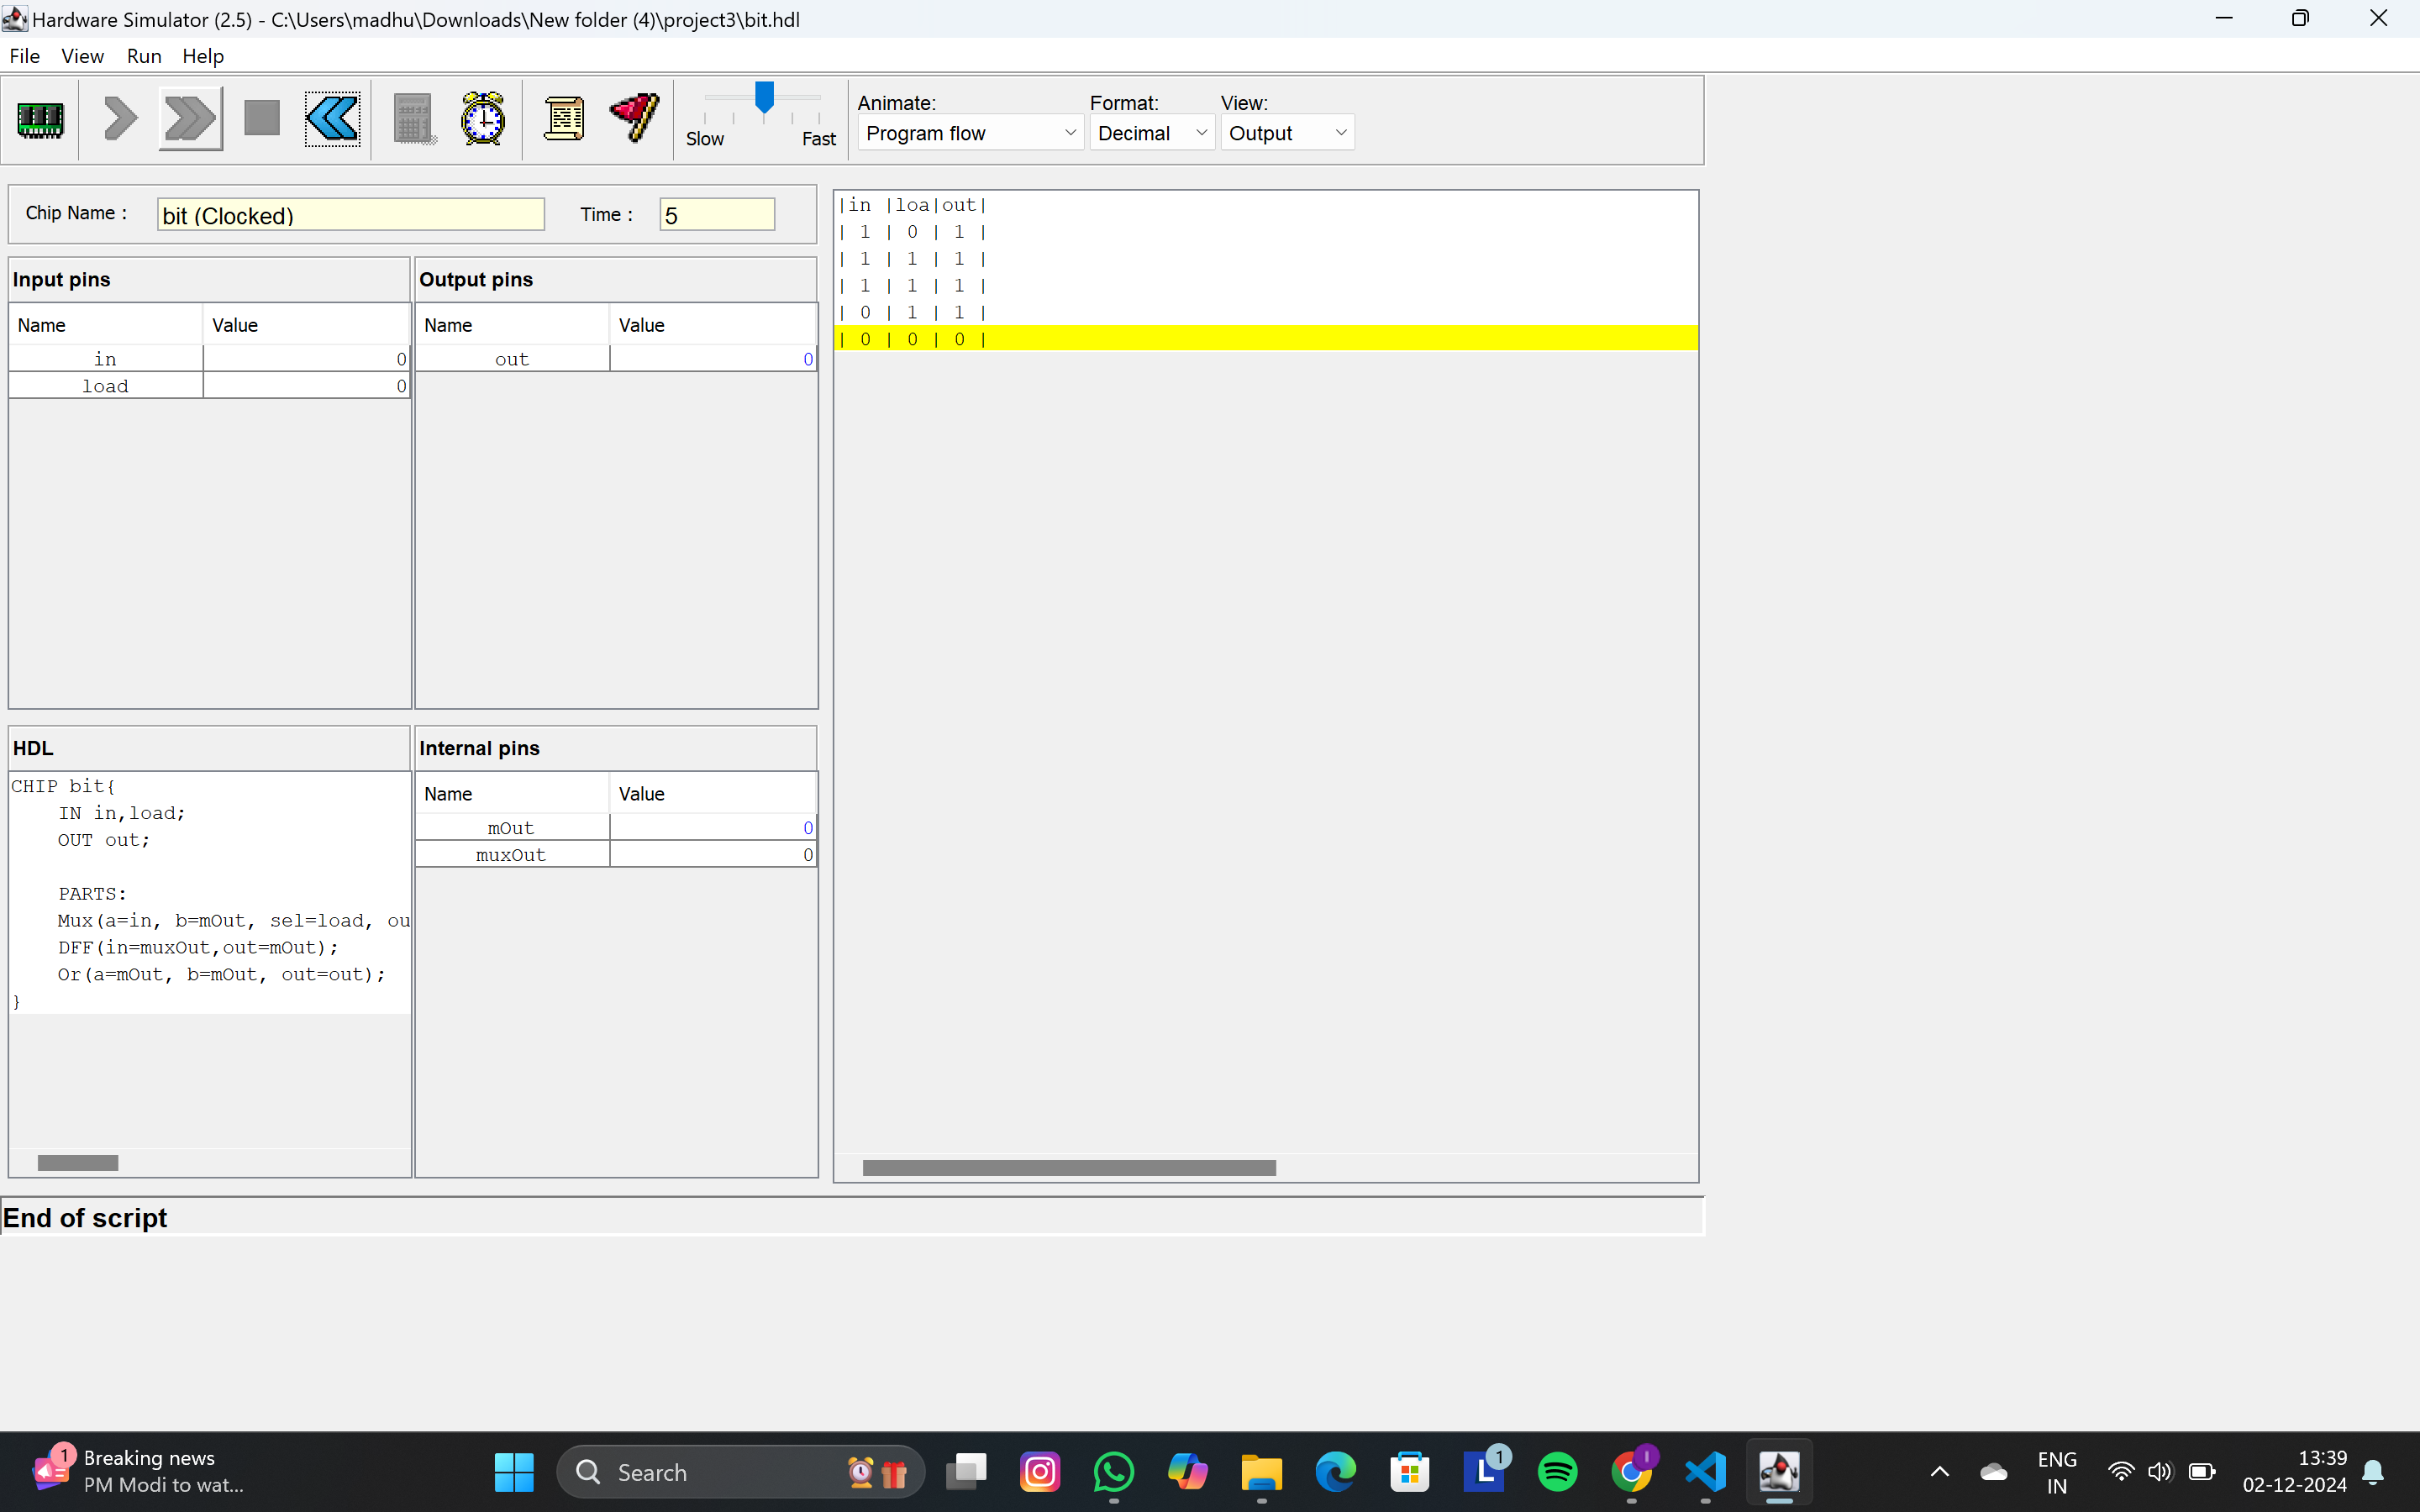 Hardware Simulator (2.5) - C:\Users\madhu\Downloads\New folder (4)\project3\bit.hdl
File View Run Help
Slow Fast
Animate: Format: View:
Program flow Decimal Output
Chip Name : bit (Clocked) Time : 5
Input pins
Name Value
in 0
load 0
Output pins
Name Value
out 0
|in |loa|out|
| 1 | 0 | 1 |
| 1 | 1 | 1 |
| 1 | 1 | 1 |
| 0 | 1 | 1 |
| 0 | 0 | 0 |
HDL
CHIP bit{
IN in,load;
OUT out;
PARTS:
Mux(a=in, b=mOut, sel=load, ou
DFF(in=muxOut,out=mOut);
Or(a=mOut, b=mOut, out=out);
}
Internal pins
Name Value
mOut 0
muxOut 0
End of script
1
Breaking news
PM Modi to wat...
Search
L 1
I
ENG
IN
13:39
02-12-2024